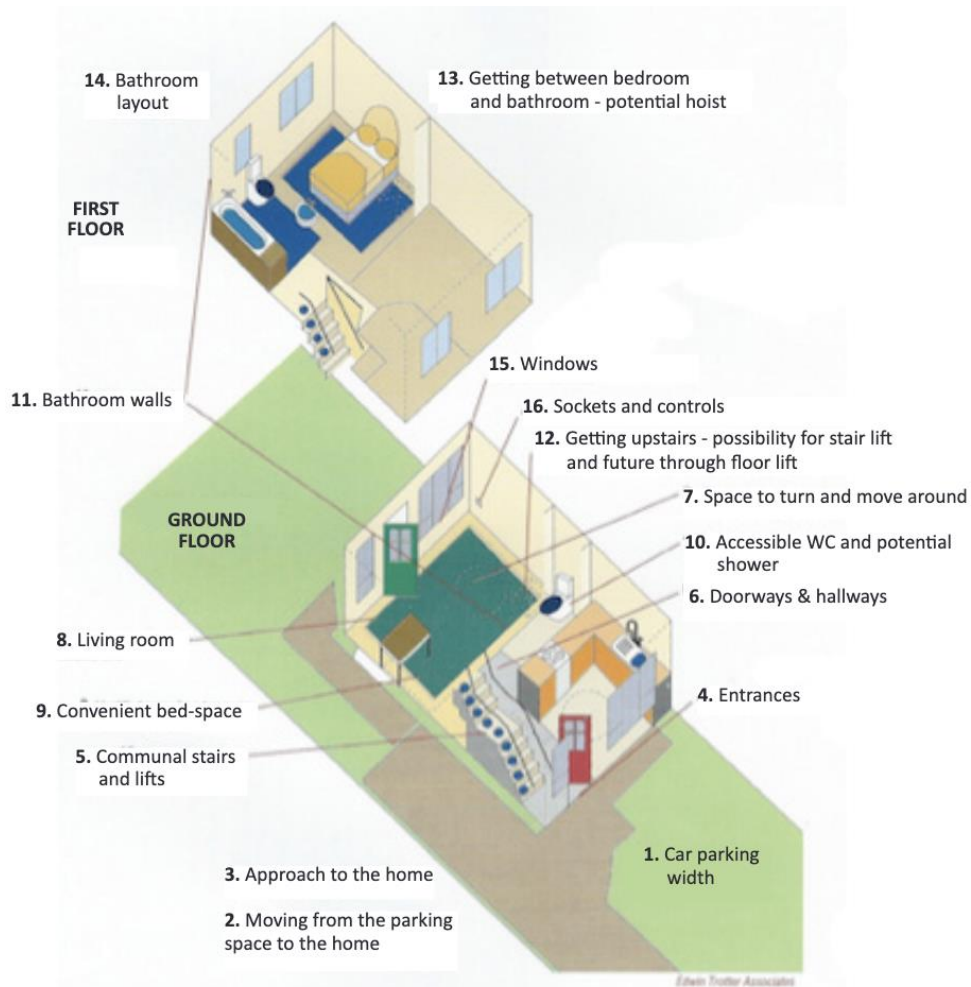 14. Bathroom
layout
13. Getting between bedroom
and bathroom - potential hoist
FIRST
FLOOR
15. Windows
11. Bathroom walls
16. Sockets and controls
12. Getting upstairs - possibility for stair lift
and future through floor lift
7. Space to turn and move around
GROUND
FLOOR
10. Accessible WC and potential
shower
6. Doorways & hallways
8. Living room
4. Entrances
9. Convenient bed-space
5. Communal stairs
and lifts
1. Car parking
width
3. Approach to the home
2. Moving from the parking
space to the home
Edwin Trotter Associates